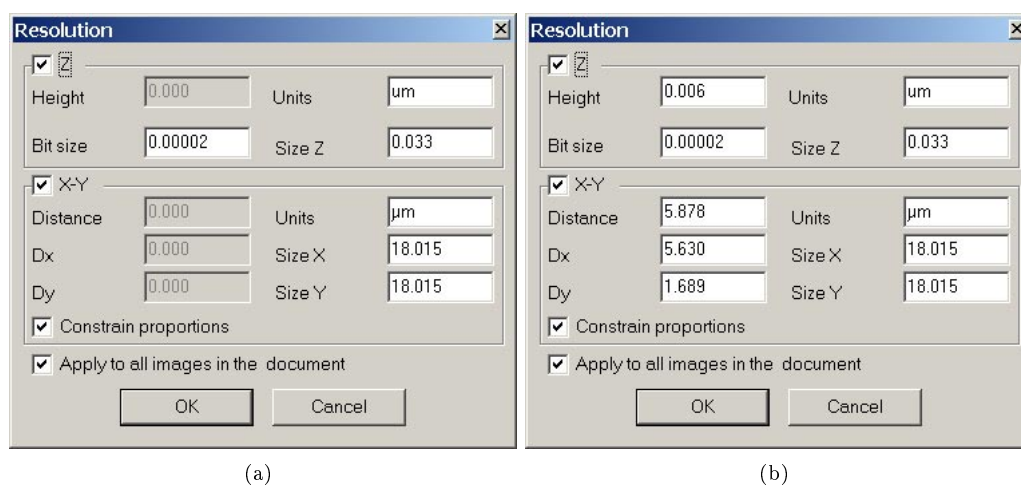 Resolution
Z
Height 0.000 Units um
Bit size 0.00002 Size Z 0.033
X-Y
Distance 0.000 Units µm
Dx 0.000 Size X 18.015
Dy 0.000 Size Y 18.015
Constrain proportions
Apply to all images in the document
OK Cancel
(a)
Resolution
Z
Height 0.006 Units um
Bit size 0.00002 Size Z 0.033
X-Y
Distance 5.878 Units µm
Dx 5.630 Size X 18.015
Dy 1.689 Size Y 18.015
Constrain proportions
Apply to all images in the document
OK Cancel
(b)